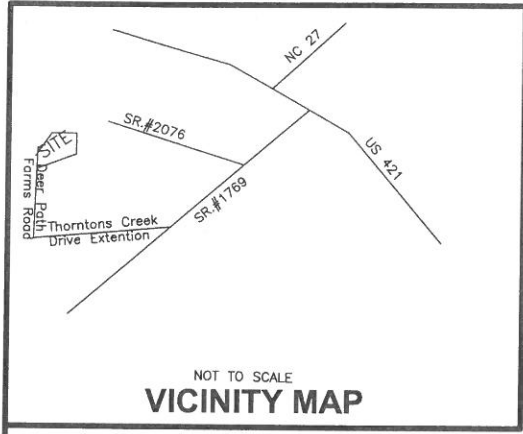 NC 27
SR.#2076
US 421
SITE
SR.#1769
Deer Path
Farms Road
Thorntons Creek
Drive Extention
NOT TO SCALE
VICINITY MAP